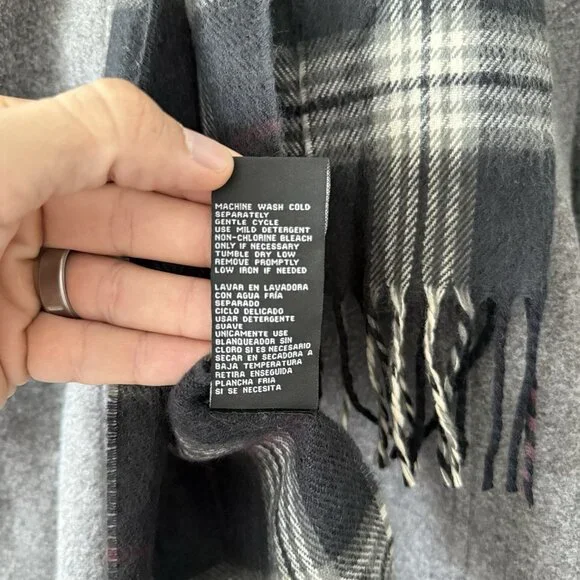 MACHINE WASH COLD
SEPARATELY
GENTLE CYCLE
USE MILD DETERGENT
NON-CHLORINE BLEACH
ONLY IF NECESSARY
TUMBLE DRY LOW
REMOVE PROMPTLY
LOW IRON IF NEEDED
LAVAR EN LAVADORA
CON AGUA FRÍA
SEPARADO
CICLO DELICADO
USAR DETERGENTE
SUAVE
UNICAMENTE USE
BLANQUEADOR SIN
CLORO SI ES NECESARIO
SECAR EN SECADORA A
BAJA TEMPERATURA
RETIRA ENSEGUIDA
PLANCHA FRIA
SI SE NECESITA